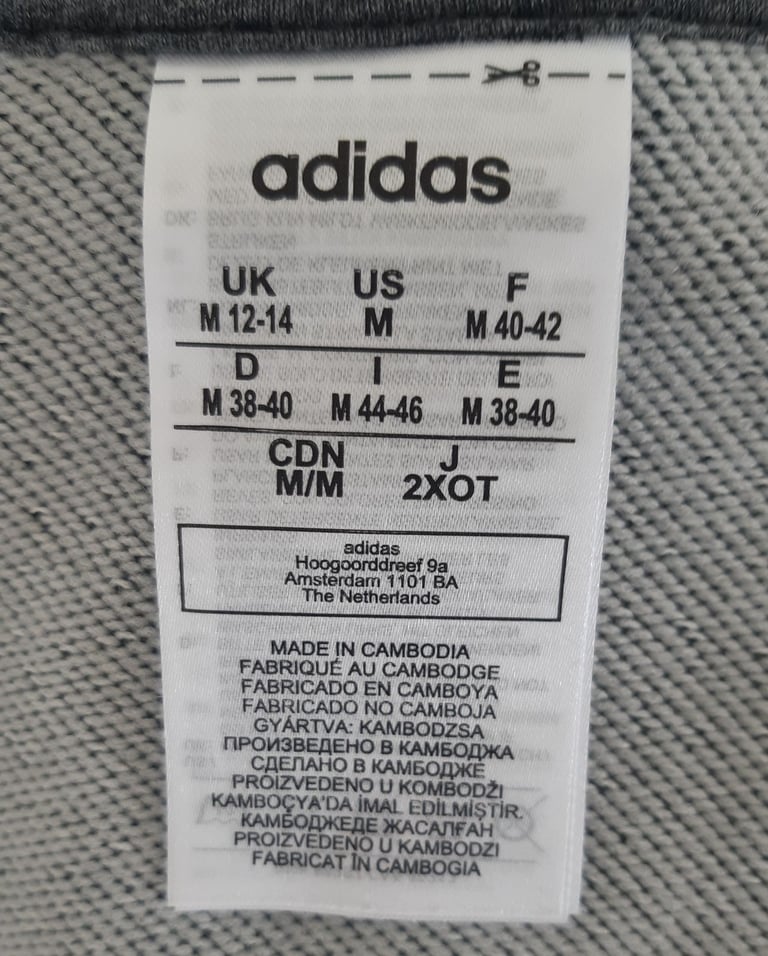 adidas
UK US F
M 12-14 M M 40-42
D I E
M 38-40 M 44-46 M 38-40
CDN J
M/M 2XOT
adidas
Hoogoorddreef 9a
Amsterdam 1101 BA
The Netherlands
MADE IN CAMBODIA
FABRIQUÉ AU CAMBODGE
FABRICADO EN CAMBOYA
FABRICADO NO CAMBOJA
GYÁRTVA: KAMBODZSA
ПРОИЗВЕДЕНО В КАМБОДЖА
СДЕЛАНО В КАМБОДЖЕ
PROIZVEDENO U KOMBODŽI
KAMBOÇYA'DA İMAL EDİLMİŞTİR.
КАМБОДЖЕДЕ ЖАСАЛҒАН
PROIZVEDENO U KAMBODZI
FABRICAT ÎN CAMBOGIA